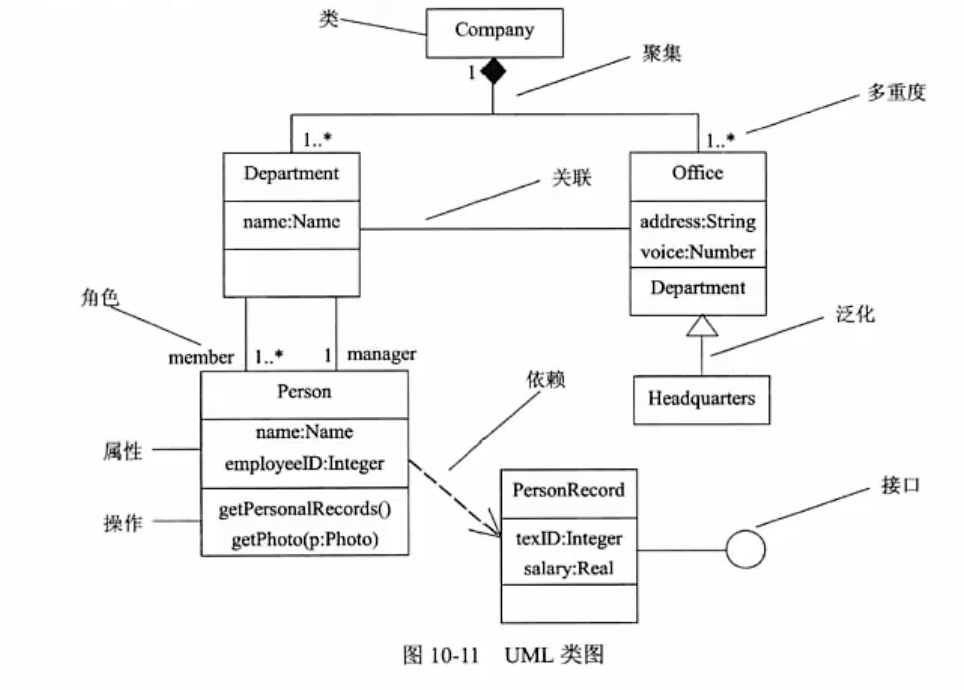 类
Company
1
聚集
多重度
1..*
1..*
Department
Office
关联
name:Name
address:String
voice:Number
Department
角色
泛化
member
1..*
1
manager
依赖
Person
Headquarters
name:Name
属性
employeeID:Integer
PersonRecord
接口
getPersonalRecords()
操作
getPhoto(p:Photo)
texID:Integer
salary:Real
图 10-11 UML 类图